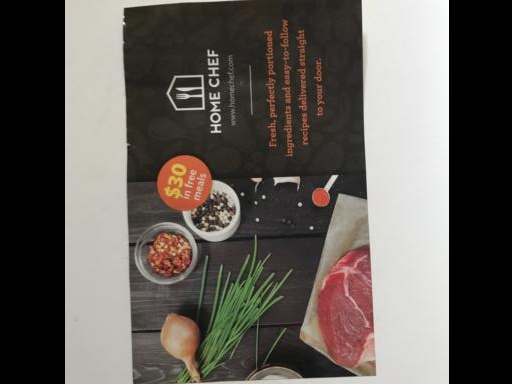 HOME CHEF
www.homechef.com
Fresh, perfectly portioned
ingredients and easy-to-follow
recipes delivered straight
to your door.
$30
in free
meals